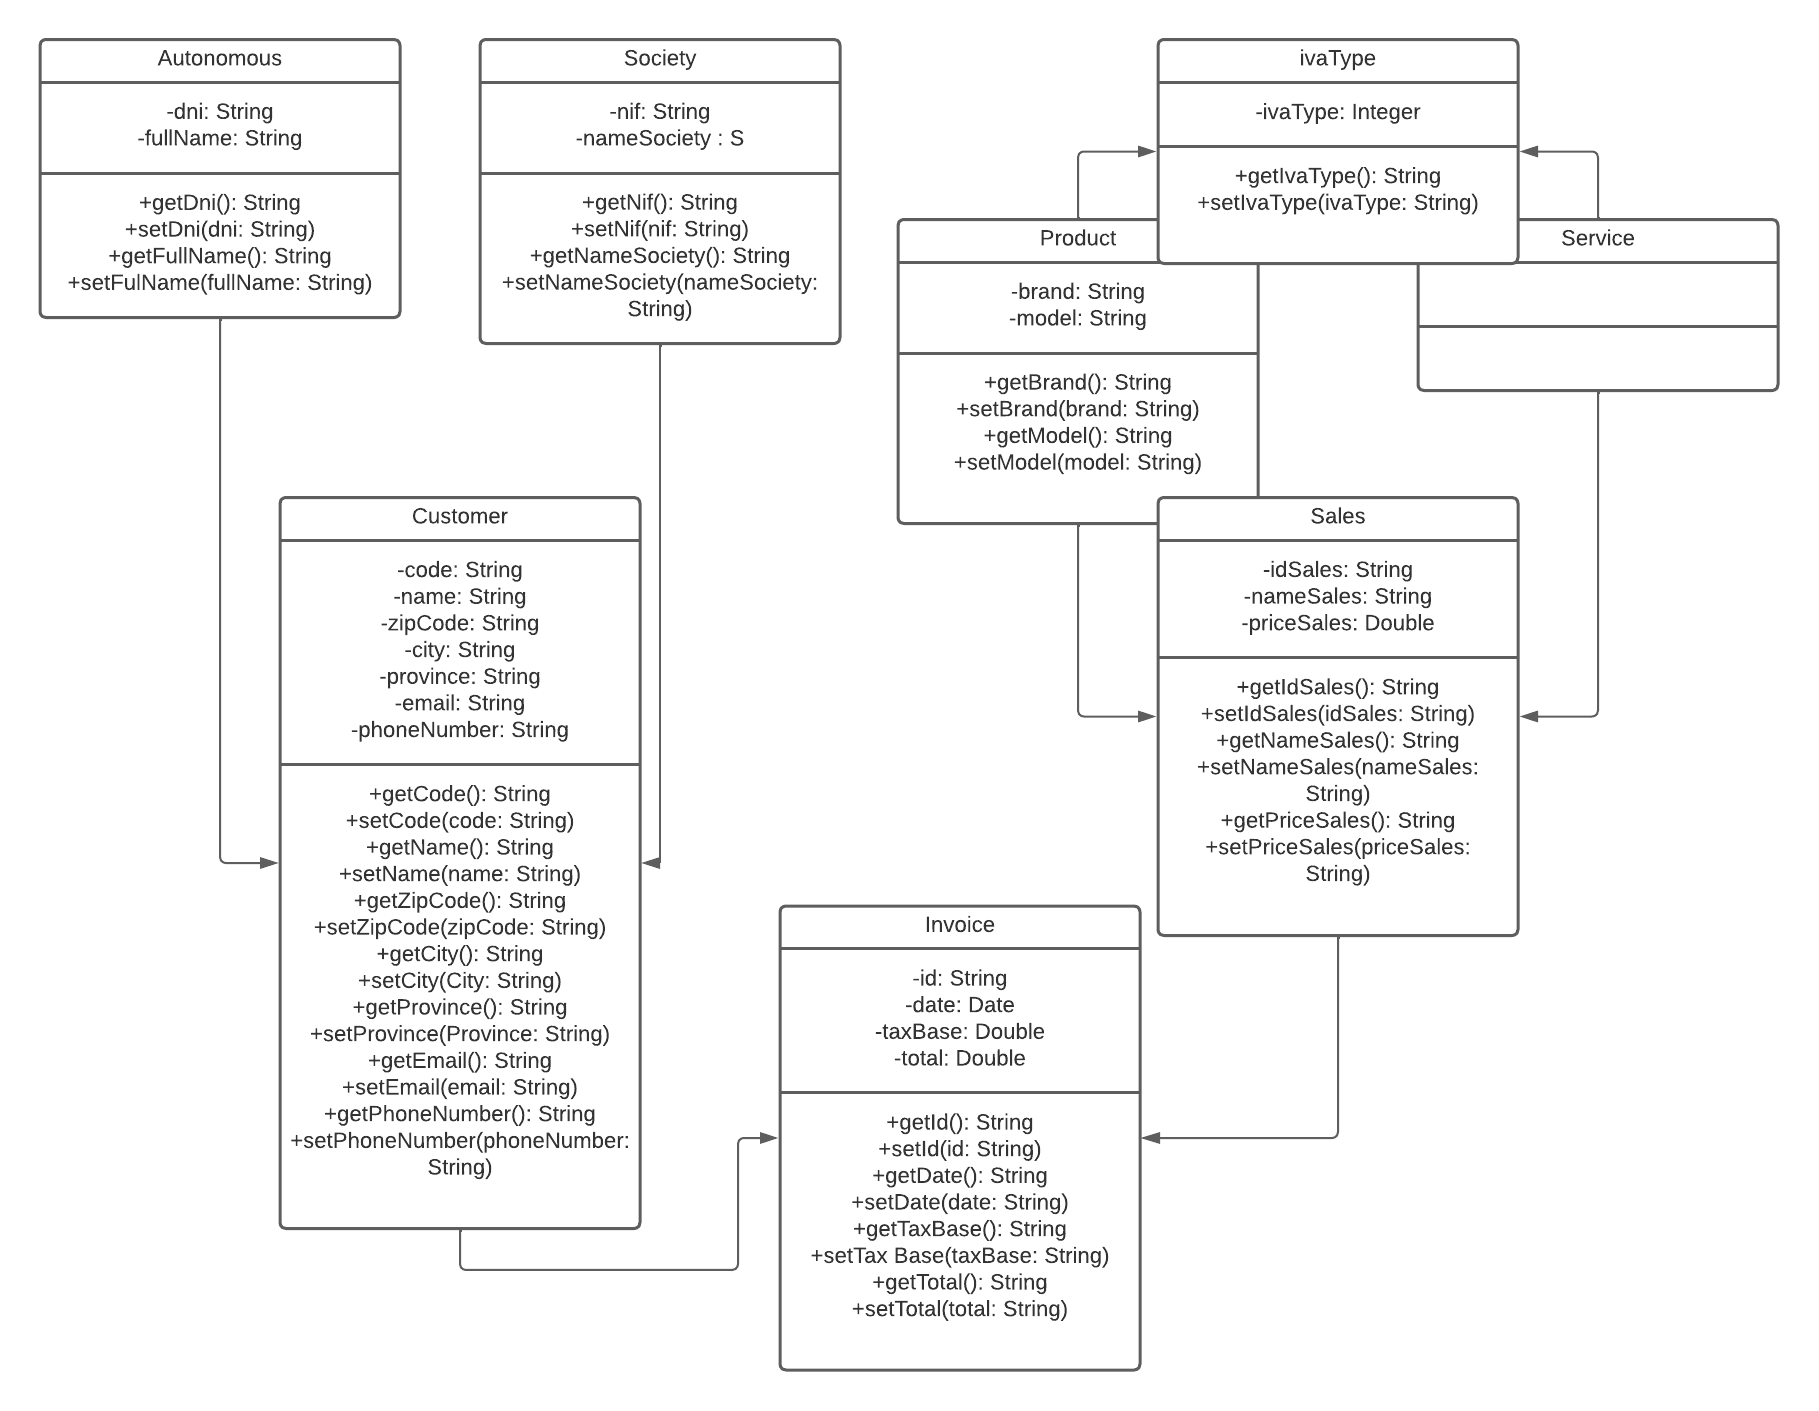 Autonomous
-dni: String
-fullName: String
+getDni(): String
+setDni(dni: String)
+getFullName(): String
+setFulName(fullName: String)
Society
-nif: String
-nameSociety : S
+getNif(): String
+setNif(nif: String)
+getNameSociety(): String
+setNameSociety(nameSociety:
String)
ivaType
-ivaType: Integer
+getIvaType(): String
+setIvaType(ivaType: String)
Product
-brand: String
-model: String
+getBrand(): String
+setBrand(brand: String)
+getModel(): String
+setModel(model: String)
Service
Customer
-code: String
-name: String
-zipCode: String
-city: String
-province: String
-email: String
-phoneNumber: String
+getCode(): String
+setCode(code: String)
+getName(): String
+setName(name: String)
+getZipCode(): String
+setZipCode(zipCode: String)
+getCity(): String
+setCity(City: String)
+getProvince(): String
+setProvince(Province: String)
+getEmail(): String
+setEmail(email: String)
+getPhoneNumber(): String
+setPhoneNumber(phoneNumber:
String)
Sales
-idSales: String
-nameSales: String
-priceSales: Double
+getIdSales(): String
+setIdSales(idSales: String)
+getNameSales(): String
+setNameSales(nameSales:
String)
+getPriceSales(): String
+setPriceSales(priceSales:
String)
Invoice
-id: String
-date: Date
-taxBase: Double
-total: Double
+getId(): String
+setId(id: String)
+getDate(): String
+setDate(date: String)
+getTaxBase(): String
+setTax Base(taxBase: String)
+getTotal(): String
+setTotal(total: String)